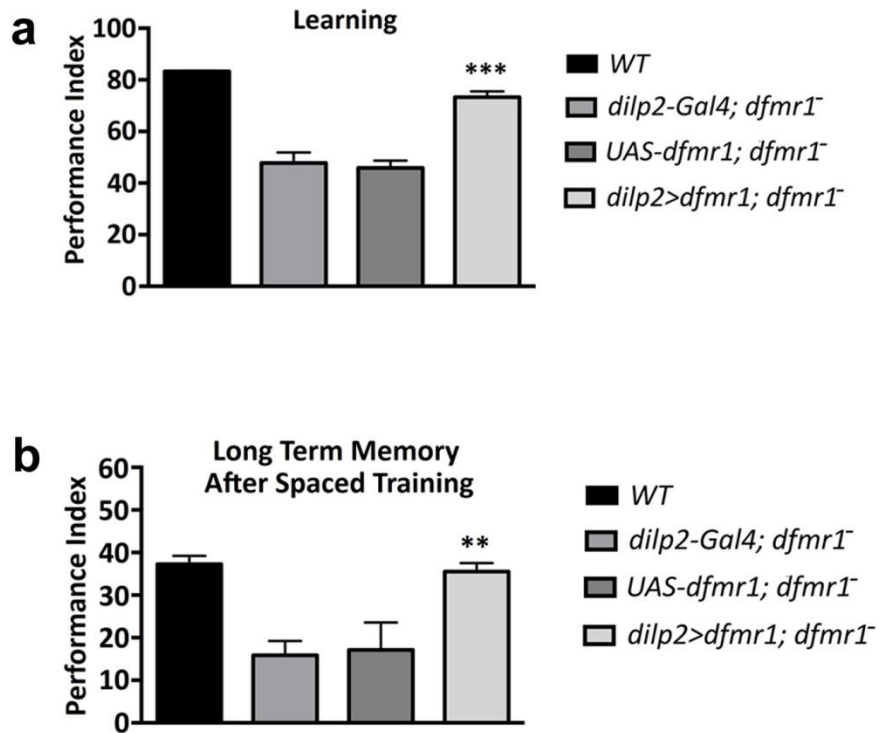 a
Learning
Performance Index
100
80
60
40
20
0
***
WT
dilp2-Gal4; dfmr1⁻
UAS-dfmr1; dfmr1⁻
dilp2>dfmr1; dfmr1⁻
b
Long Term Memory
After Spaced Training
Performance Index
60
50
40
30
20
10
0
**
WT
dilp2-Gal4; dfmr1⁻
UAS-dfmr1; dfmr1⁻
dilp2>dfmr1; dfmr1⁻